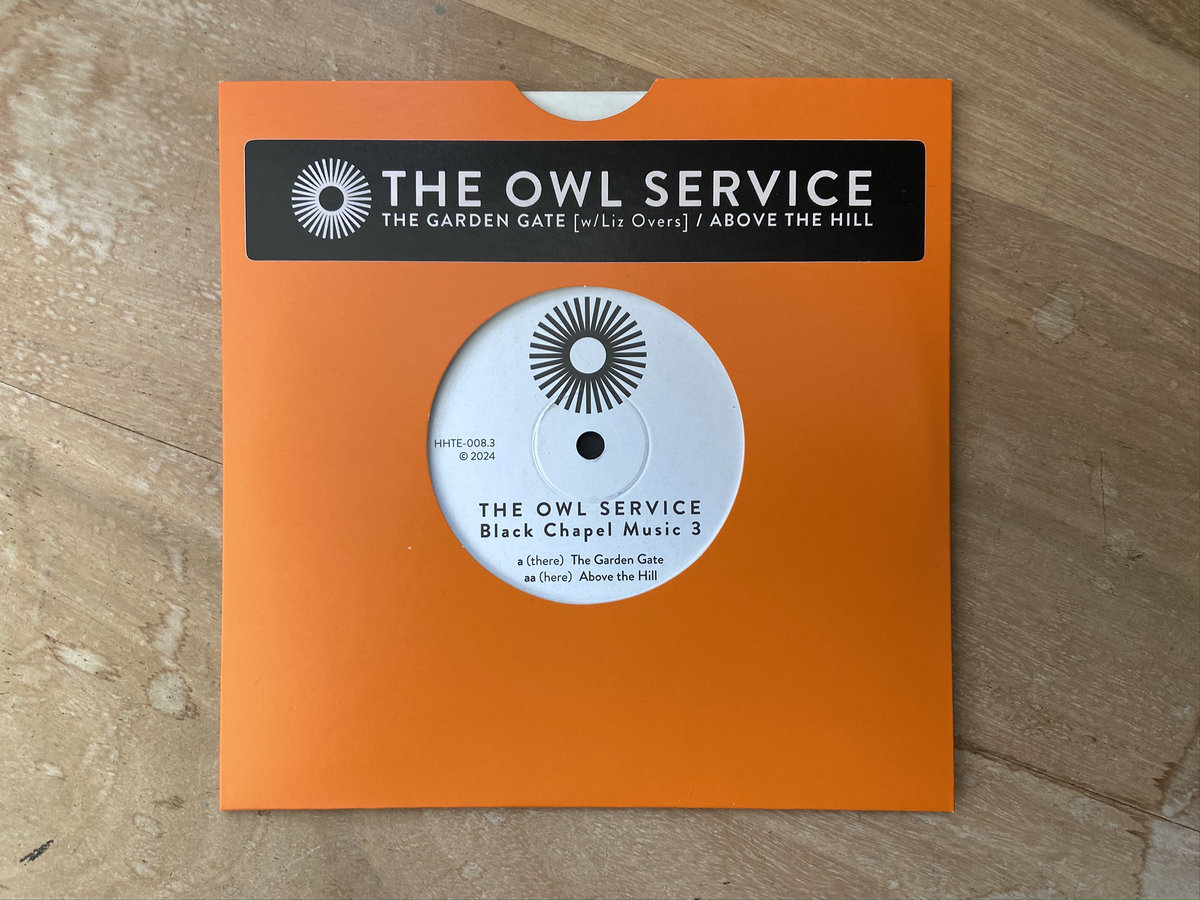 THE OWL SERVICE
THE GARDEN GATE [w/Liz Overs] / ABOVE THE HILL
HHTE-008.3
© 2024
THE OWL SERVICE
Black Chapel Music 3
a (there) The Garden Gate
aa (here) Above the Hill